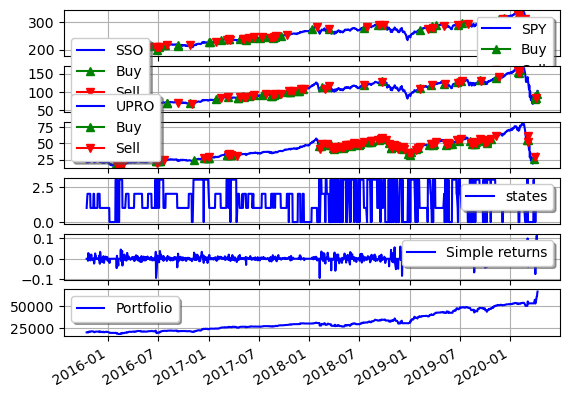 300
200
SPY
Buy
Sell
SSO
Buy
Sell
150
100
50
UPRO
Buy
Sell
75
50
25
2.5
0.0
states
0.1
0.0
−0.1
Simple returns
50000
25000
Portfolio
2016-01
2016-07
2017-01
2017-07
2018-01
2018-07
2019-01
2019-07
2020-01